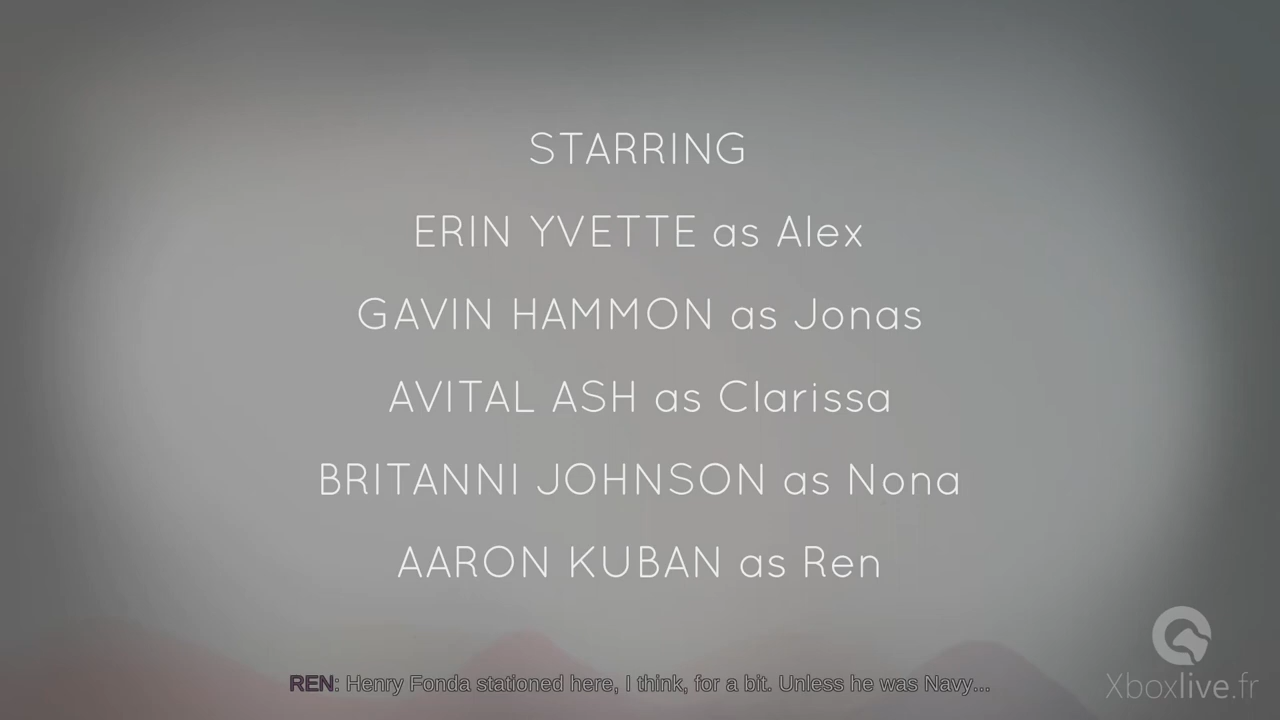 STARRING
ERIN YVETTE as Alex
GAVIN HAMMON as Jonas
AVITAL ASH as Clarissa
BRITANNI JOHNSON as Nona
AARON KUBAN as Ren
REN: Henry Fonda stationed here, I think, for a bit. Unless he was Navy...
Xboxlive.fr